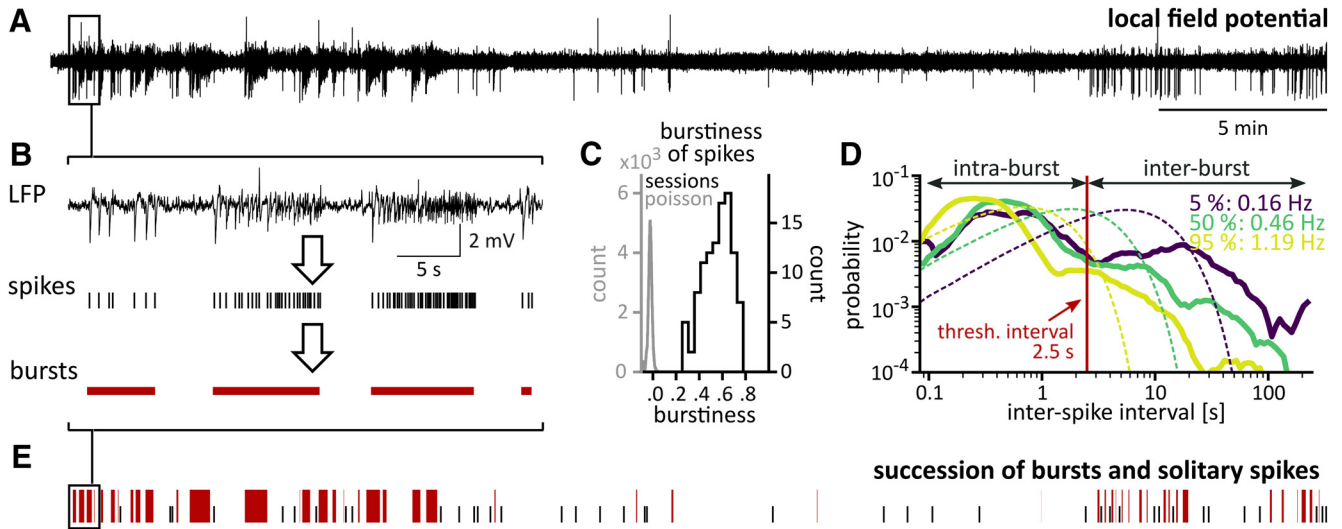 A
local field potential
5 min
B
LFP
2 mV
5 s
spikes
bursts
C
burstiness
of spikes
x10³
sessions
poisson
6
4
2
0
count
15
10
5
0
count
.0 .2 .4 .6 .8
burstiness
D
intra-burst
inter-burst
5 %: 0.16 Hz
50 %: 0.46 Hz
95 %: 1.19 Hz
10⁻¹
10⁻²
10⁻³
10⁻⁴
probability
thresh. interval
2.5 s
0.1 1 10 100
inter-spike interval [s]
E
succession of bursts and solitary spikes